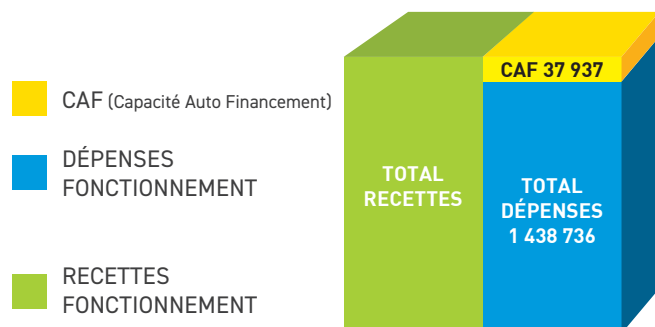 CAF (Capacité Auto Financement)
DÉPENSES
FONCTIONNEMENT
RECETTES
FONCTIONNEMENT
TOTAL
RECETTES
CAF 37 937
TOTAL
DÉPENSES
1 438 736